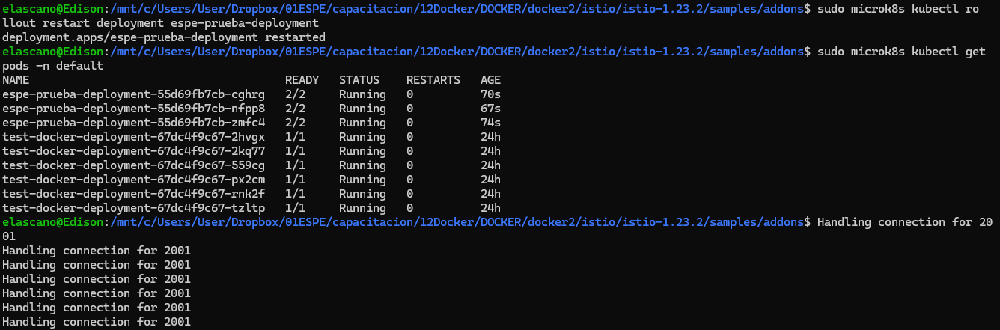 elascano@Edison:/mnt/c/Users/User/Dropbox/01ESPE/capacitacion/12Docker/DOCKER/docker2/istio/istio-1.23.2/samples/addons$ sudo microk8s kubectl ro
llout restart deployment espe-prueba-deployment
deployment.apps/espe-prueba-deployment restarted
elascano@Edison:/mnt/c/Users/User/Dropbox/01ESPE/capacitacion/12Docker/DOCKER/docker2/istio/istio-1.23.2/samples/addons$ sudo microk8s kubectl get
pods -n default
NAME READY STATUS RESTARTS AGE
espe-prueba-deployment-55d69fb7cb-cghrg 2/2 Running 0 70s
espe-prueba-deployment-55d69fb7cb-nfpp8 2/2 Running 0 67s
espe-prueba-deployment-55d69fb7cb-zmfc4 2/2 Running 0 74s
test-docker-deployment-67dc4f9c67-2hvgx 1/1 Running 0 24h
test-docker-deployment-67dc4f9c67-2kq77 1/1 Running 0 24h
test-docker-deployment-67dc4f9c67-559cg 1/1 Running 0 24h
test-docker-deployment-67dc4f9c67-px2cm 1/1 Running 0 24h
test-docker-deployment-67dc4f9c67-rnk2f 1/1 Running 0 24h
test-docker-deployment-67dc4f9c67-tzltp 1/1 Running 0 24h
elascano@Edison:/mnt/c/Users/User/Dropbox/01ESPE/capacitacion/12Docker/DOCKER/docker2/istio/istio-1.23.2/samples/addons$ Handling connection for 20
01
Handling connection for 2001
Handling connection for 2001
Handling connection for 2001
Handling connection for 2001
Handling connection for 2001
Handling connection for 2001